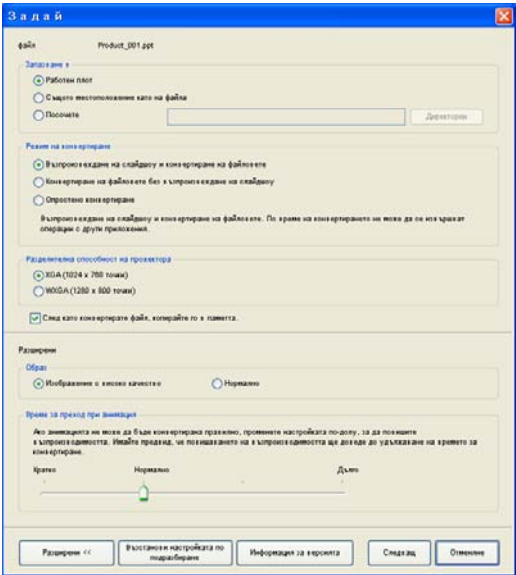 Задай
файл Product_001.ppt
Запазване в
Работен плот
Същото местоположение като на файла
Посочете
Директории
Режим на конвертиране
Възпроизвеждане на слайдшоу и конвертиране на файловете
Конвертиране на файловете без възпроизвеждане на слайдшоу
Опростено конвертиране
Възпроизвеждане на слайдшоу и конвертиране на файловете. По време на конвертирането не може да се извършват
операции с други приложения.
Разделителна способност на прожектора
XGA (1024 x 768 точки)
WXGA (1280 x 800 точки)
След като конвертирате файл, копирайте го в паметта.
Разширени
Образ
Изображение с високо качество Нормално
Време за преход при анимация
Ако анимацията не може да бъде конвертирана правилно, променете настройката по-долу, за да повишите
възпроизводимостта. Имайте предвид, че повишаването на възпроизводимостта ще доведе до удължаване на времето за
конвертиране.
Кратко Нормално Дълго
Разширени << Възстанови настройката по Информация за версията Следващ Отмяна
подразбиране